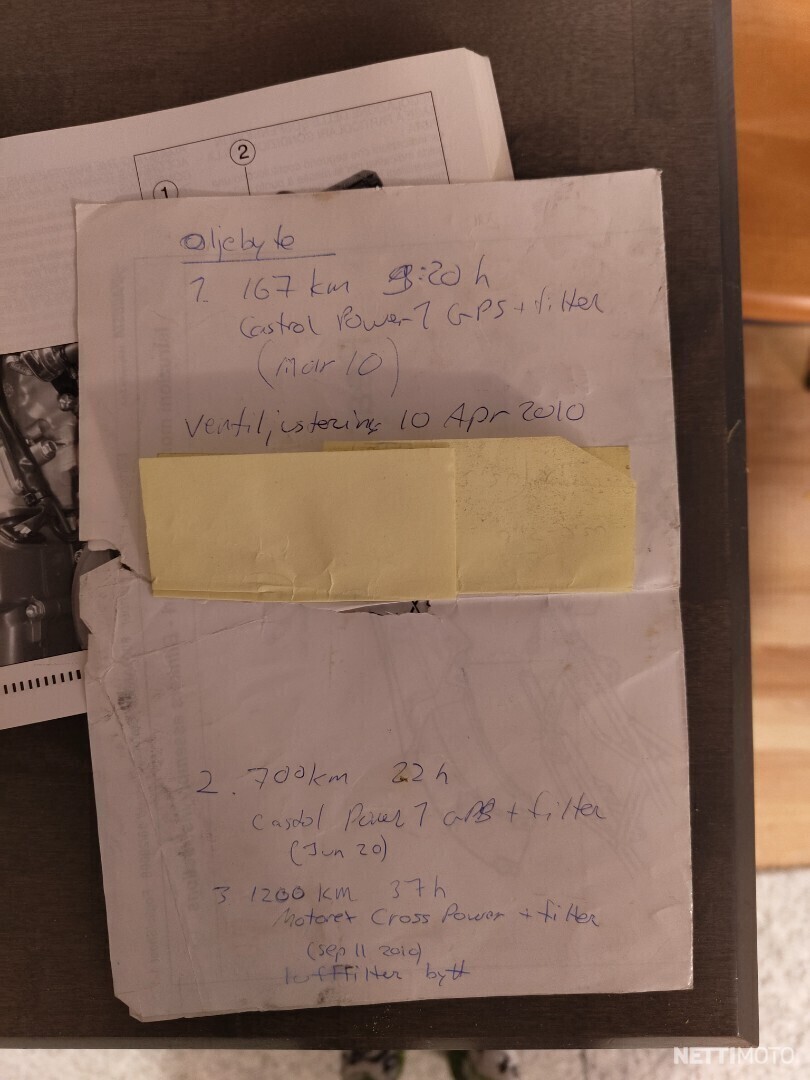 2
1
Oljebyte
1. 167 km :20 h
Castrol Power 1 GPS + filter
(Mar 10)
Ventiljustering 10 Apr 2010
2. 700 km 22 h
Casdol Power 1 GPS + filter
(Jun 20)
3 1200 km 37 h
Motorex Cross Power + filter
(sep 11 2010)
luftfilter bytt
NETTIMOTO